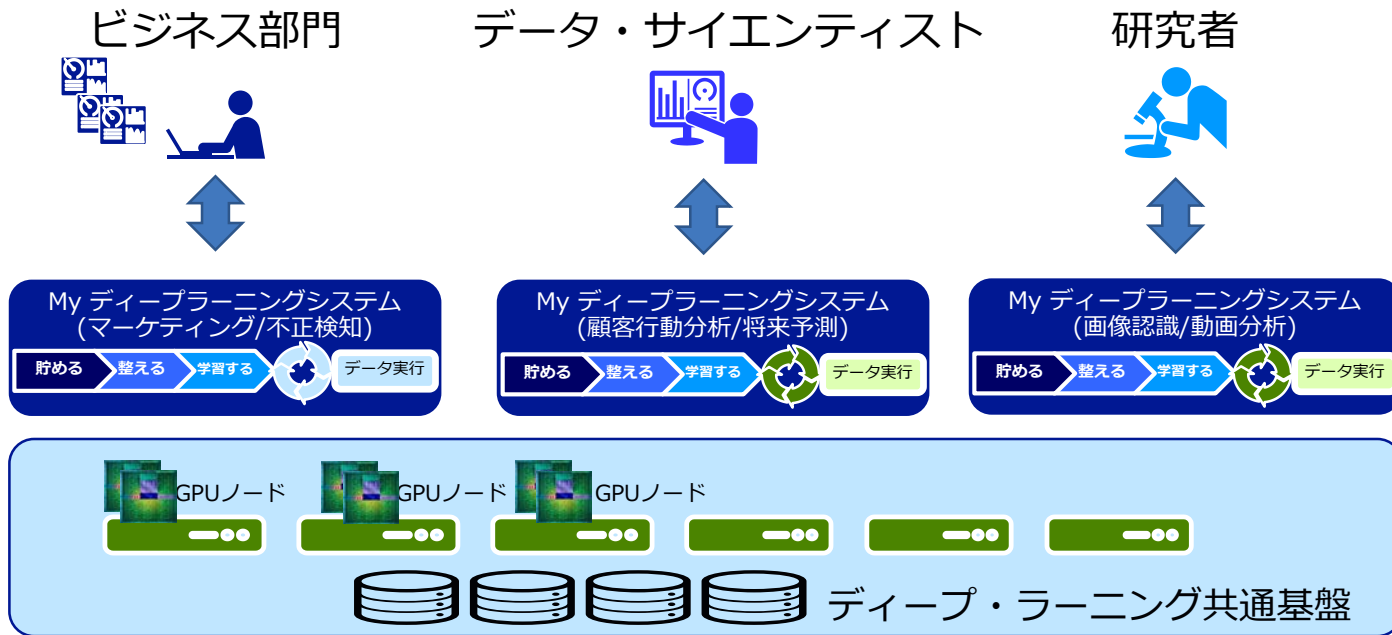 ビジネス部門
データ・サイエンティスト
研究者
My ディープラーニングシステム
(マーケティング/不正検知)
貯める 整える 学習する データ実行
My ディープラーニングシステム
(顧客行動分析/将来予測)
貯める 整える 学習する データ実行
My ディープラーニングシステム
(画像認識/動画分析)
貯める 整える 学習する データ実行
GPUノード
GPUノード
GPUノード
ディープ・ラーニング共通基盤